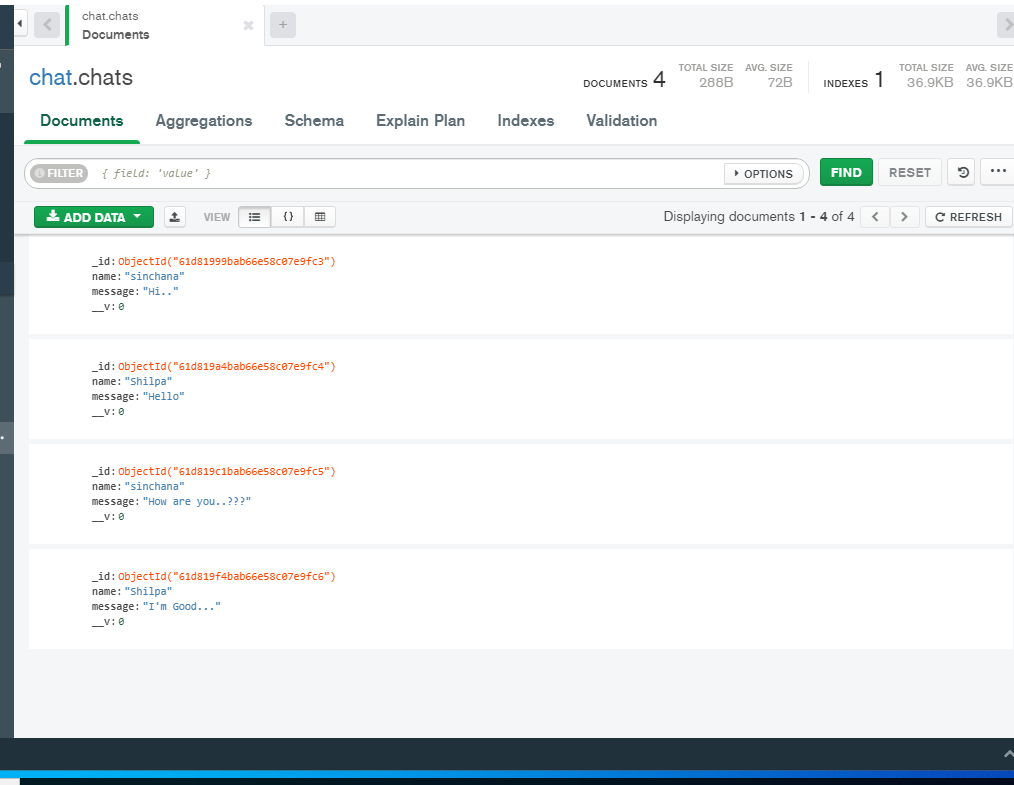 chat.chats
Documents
chat.chats
DOCUMENTS 4 TOTAL SIZE 288B AVG. SIZE 72B INDEXES 1 TOTAL SIZE 36.9KB AVG. SIZE 36.9KB
Documents Aggregations Schema Explain Plan Indexes Validation
FILTER { field: 'value' } OPTIONS FIND RESET ...
ADD DATA VIEW {} Displaying documents 1 - 4 of 4 < > REFRESH
_id: ObjectId("61d81999bab66e58c07e9fc3")
name: "sinchana"
message: "Hi.."
__v: 0
_id: ObjectId("61d819a4bab66e58c07e9fc4")
name: "Shilpa"
message: "Hello"
__v: 0
_id: ObjectId("61d819c1bab66e58c07e9fc5")
name: "sinchana"
message: "How are you..???"
__v: 0
_id: ObjectId("61d819f4bab66e58c07e9fc6")
name: "Shilpa"
message: "I'm Good..."
__v: 0